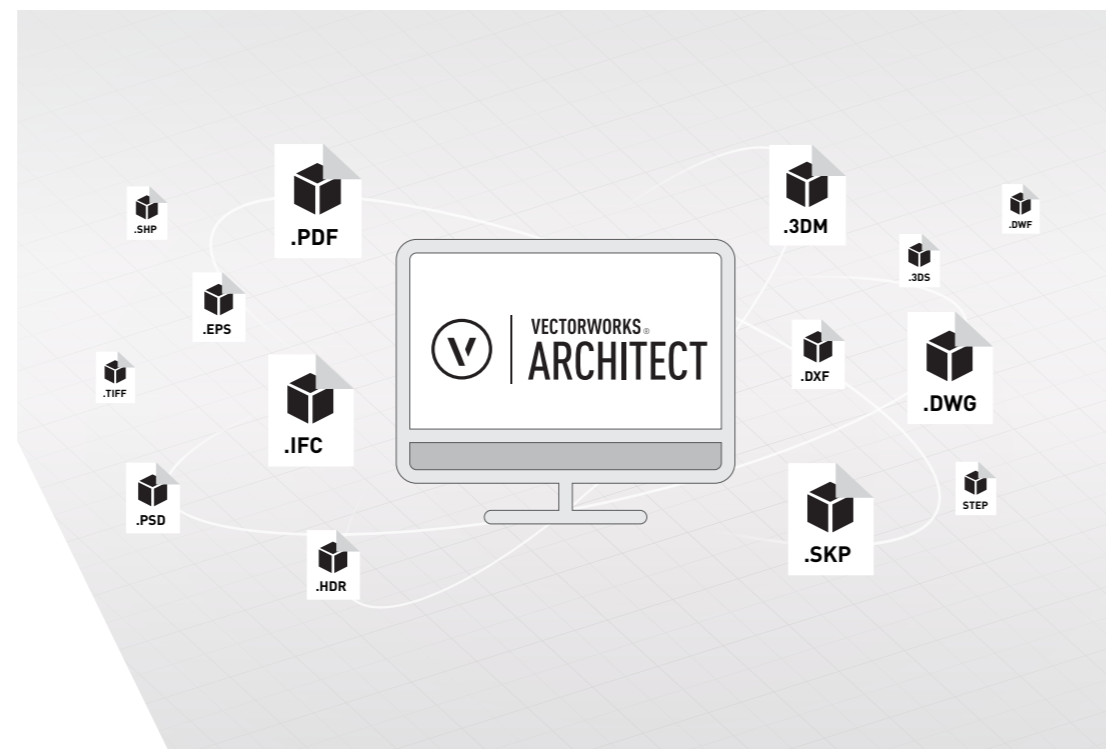 .SHP
.PDF
.EPS
.TIFF
.IFC
.PSD
.HDR
VECTORWORKS®
ARCHITECT
.3DM
.DWF
.3DS
.DXF
.DWG
.SKP
STEP